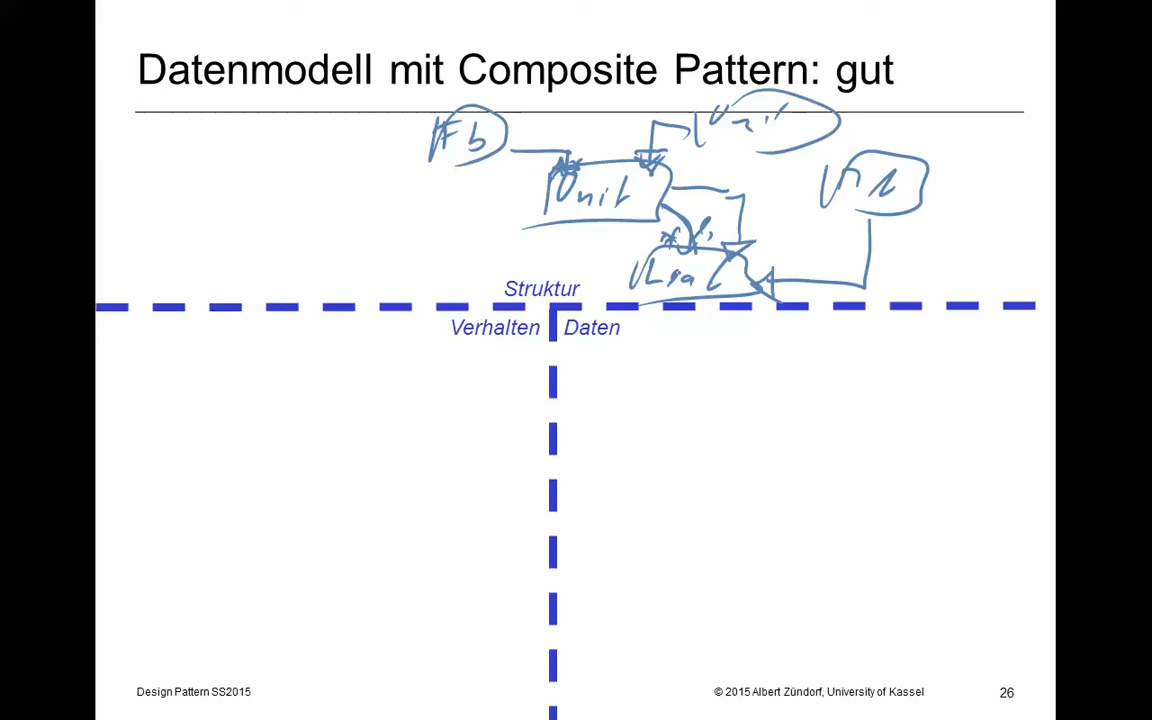 Datenmodell mit Composite Pattern: gut
Fb
Unit
Struktur
Verhalten Daten
Design Pattern SS2015
© 2015 Albert Zündorf, University of Kassel
26